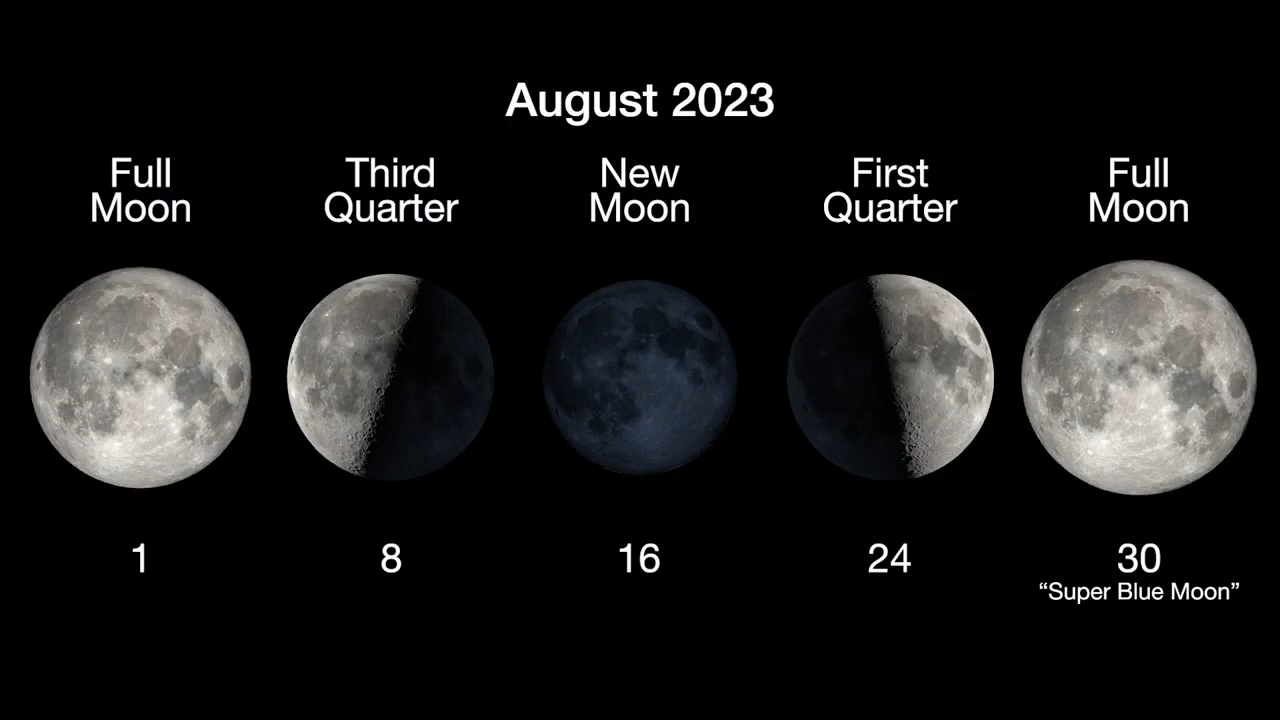 August 2023
Full
Moon
Third
Quarter
New
Moon
First
Quarter
Full
Moon
1
8
16
24
30
“Super Blue Moon”